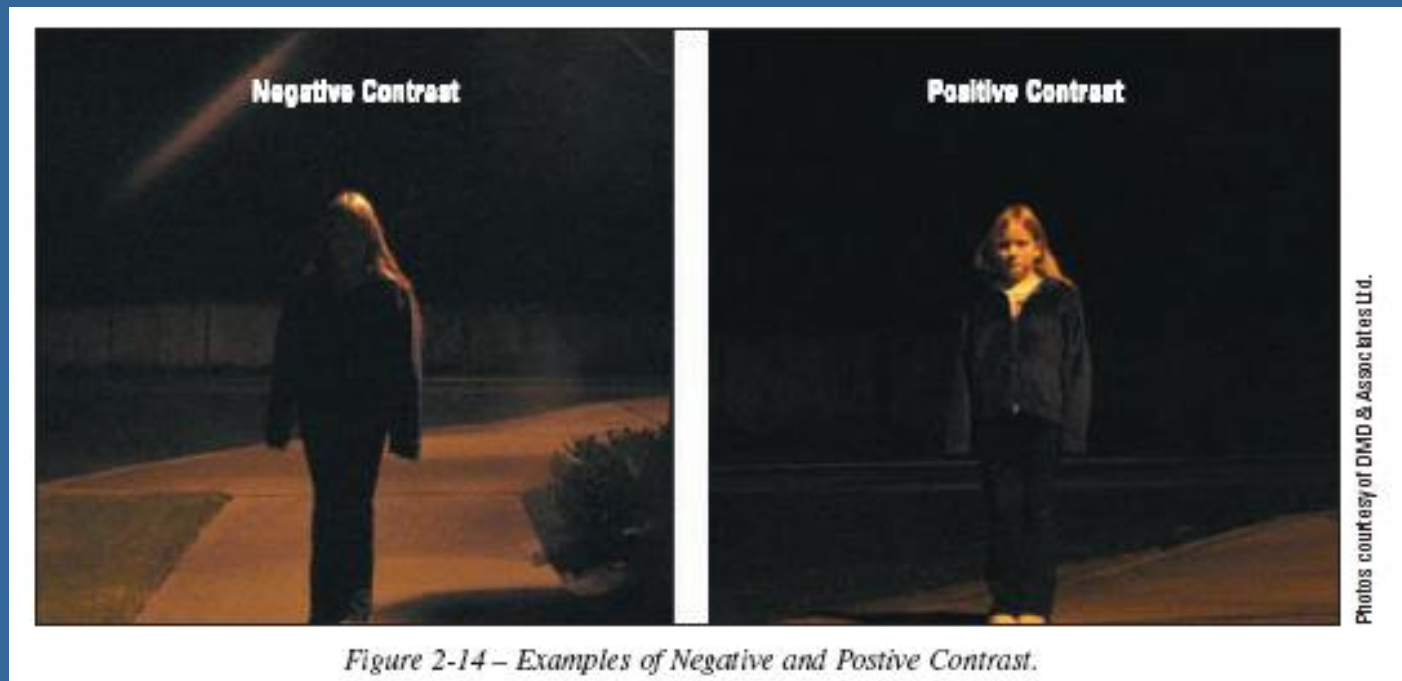 Negative Contrast
Positive Contrast
Photos courtesy of DMD & Associates Ltd.
Figure 2-14 – Examples of Negative and Postive Contrast.